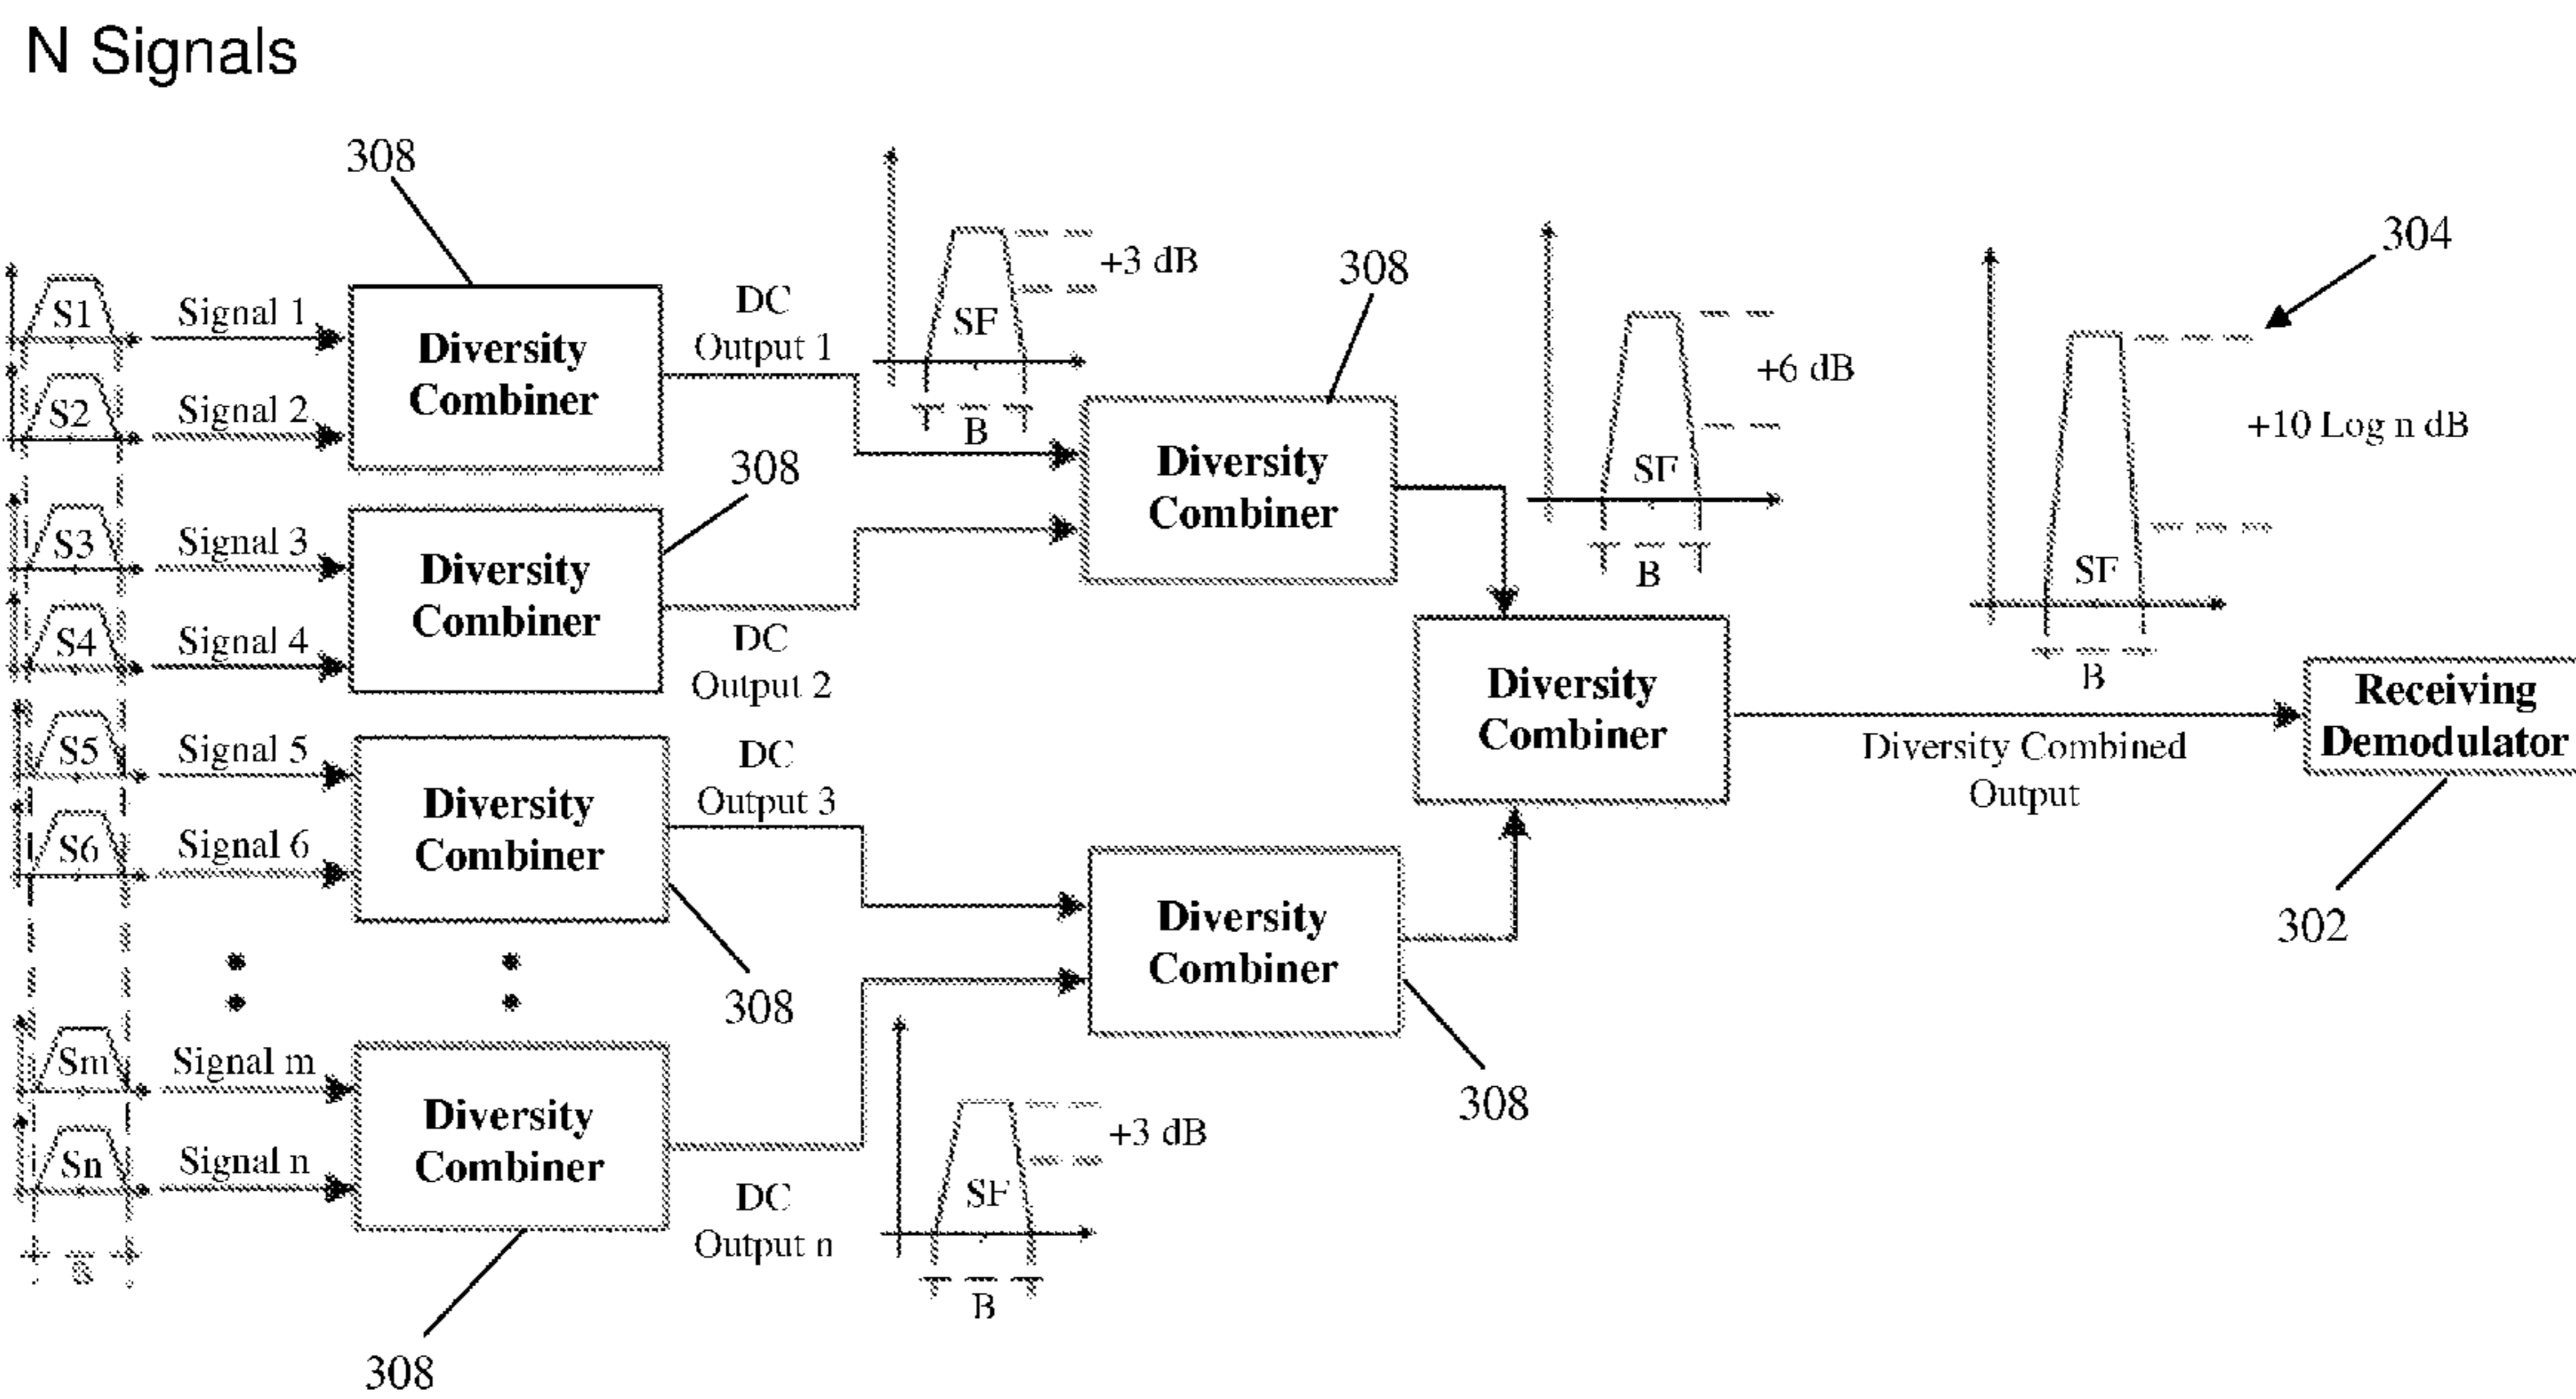 N Signals
308
S1
Signal 1
S2
Signal 2
Diversity
Combiner
DC
Output 1
SF
+3 dB
B
308
S3
Signal 3
S4
Signal 4
Diversity
Combiner
DC
Output 2
308
Diversity
Combiner
SF
+6 dB
B
304
+10 Log n dB
SF
B
S5
Signal 5
S6
Signal 6
Diversity
Combiner
DC
Output 3
308
Diversity
Combiner
Diversity Combined
Output
Receiving
Demodulator
302
Sm
Signal m
Sn
Signal n
Diversity
Combiner
DC
Output n
308
SF
+3 dB
B
Diversity
Combiner
308